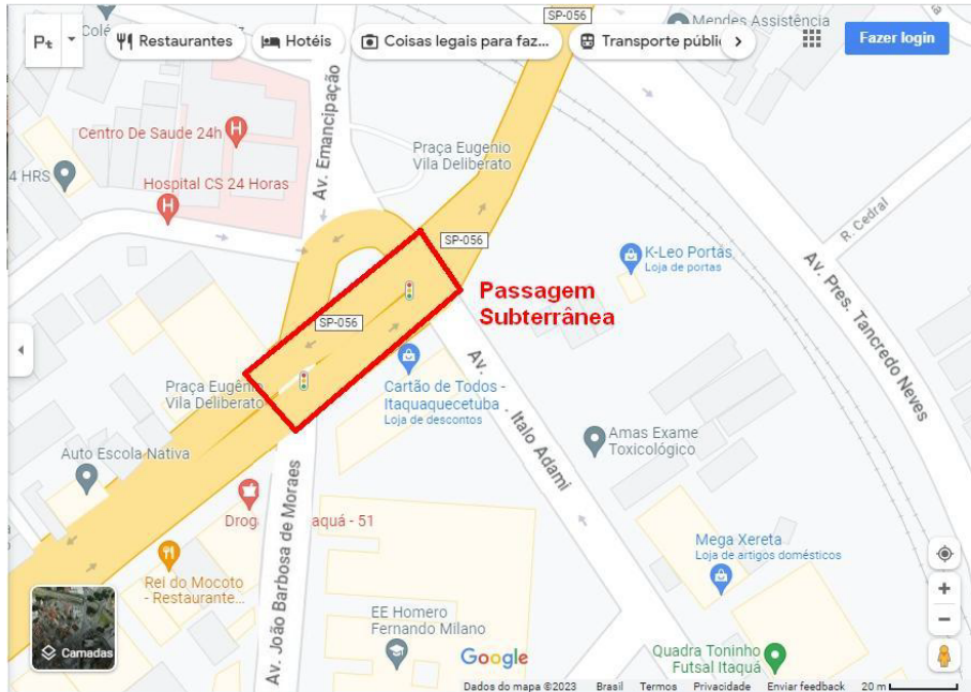 SP-056
Mendes Assistência
P
Colé
Restaurantes
Hotéis
Coisas legais para faz...
Transporte públi
Fazer login
Centro De Saude 24h
H
Av. Emancipação
Praça Eugenio
Vila Deliberato
4 HRS
Hospital CS 24 Horas
H
R. Cedral
SP-056
K-Leo Portas
Loja de portas
Passagem
Subterrânea
SP-056
Av. Pres. Tancredo Neves
Praça Eugênio
Vila Deliberato
Cartão de Todos -
Itaquaquecetuba
Loja de descontos
Av.
. Italo Adami
Amas Exame
Toxicológico
Auto Escola Nativa
Drog
aquá - 51
Av. João Barbosa de Moraes
Mega Xereta
Loja de artigos domésticos
Rei do Mocoto
- Restaurante...
EE Homero
Fernando Milano
Camadas
Google
Quadra Toninho
Futsal Itaquá
Dados do mapa ©2023 Brasil Termos Privacidade Enviar feedback 20 m